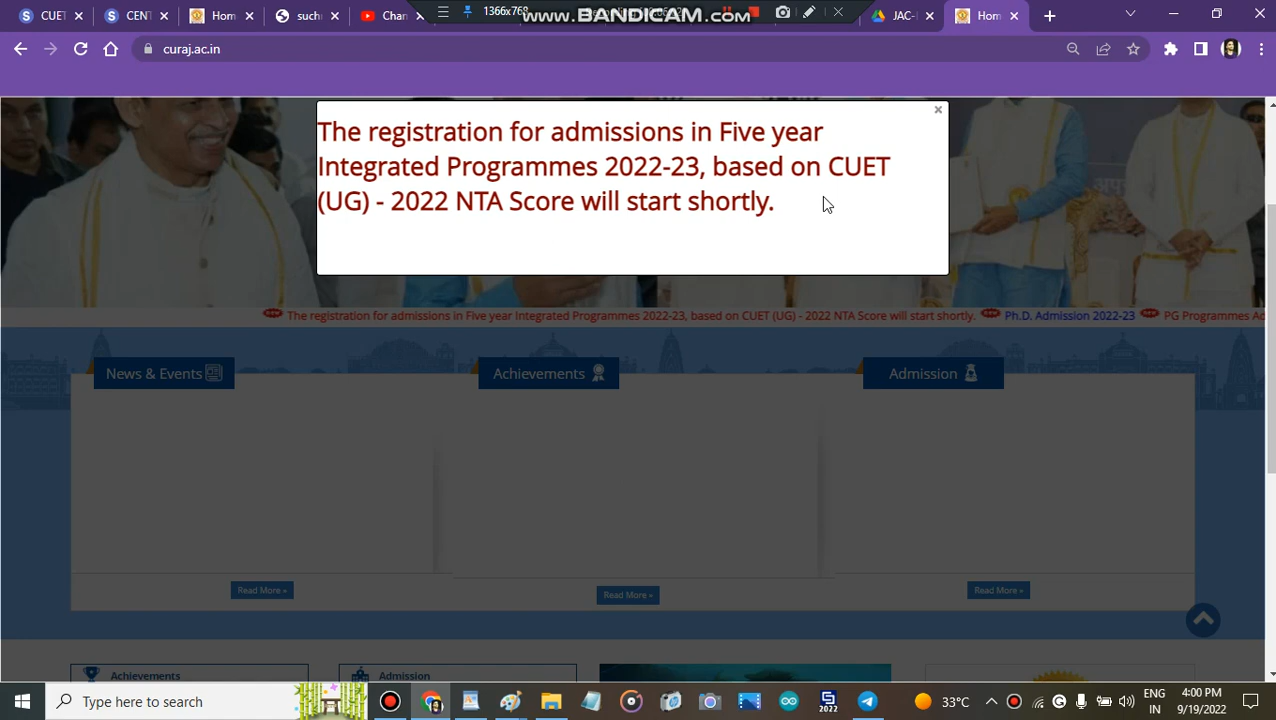 CUE
CENT
Hom
such
Chan
1366x768
www.BANDICAM.com
JAC-
Hom
curaj.ac.in
The registration for admissions in Five year
Integrated Programmes 2022-23, based on CUET
(UG) - 2022 NTA Score will start shortly.
The registration for admissions in Five year Integrated Programmes 2022-23, based on CUET (UG) - 2022 NTA Score will start shortly. Ph.D. Admission 2022-23 PG Programmes Ad
News & Events
Achievements
Admission
Read More »
Read More »
Read More »
Achievements
Admission
Type here to search
2022
33°C
ENG
IN
4:00 PM
9/19/2022